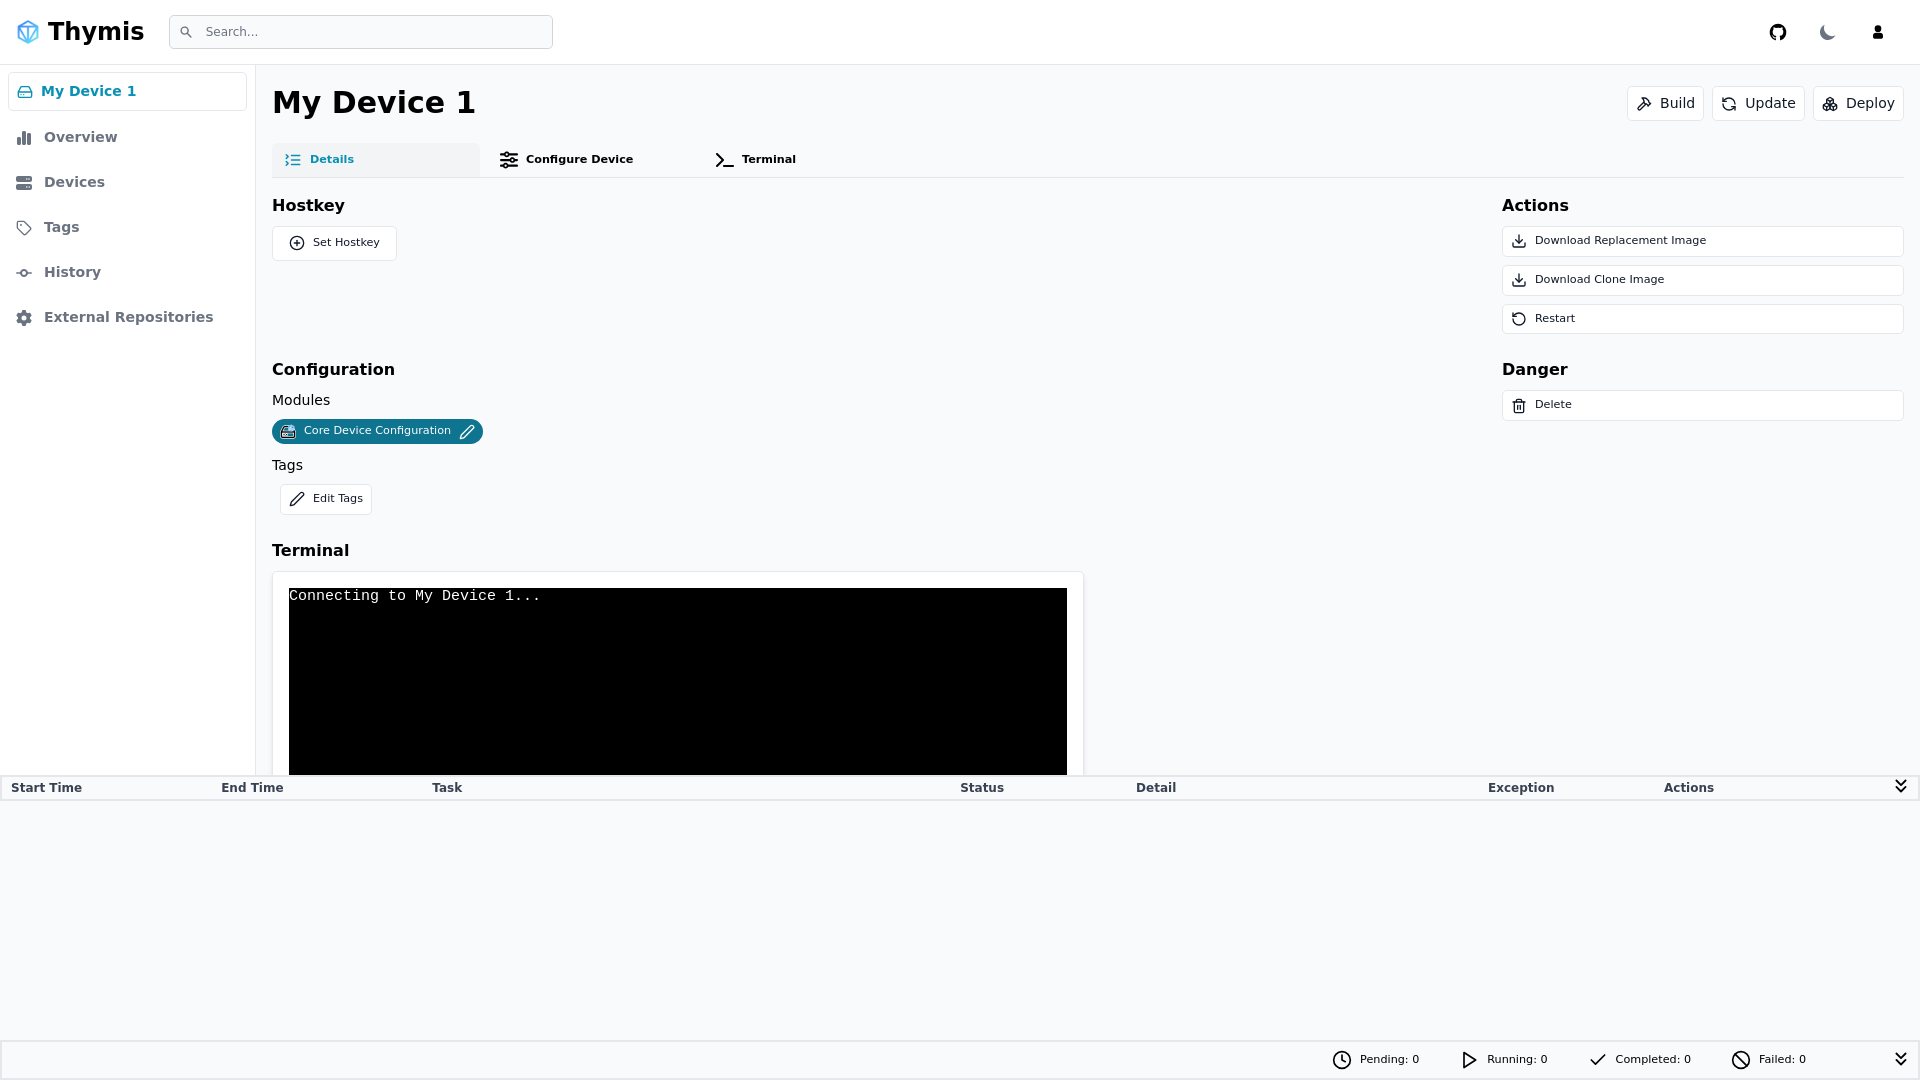 Thymis
Search...
My Device 1
Overview
Devices
Tags
History
External Repositories
My Device 1
Build
Update
Deploy
Details
Configure Device
Terminal
Hostkey
Set Hostkey
Actions
Download Replacement Image
Download Clone Image
Restart
Configuration
Modules
Core Device Configuration
Tags
Edit Tags
Danger
Delete
Terminal
Connecting to My Device 1...
Start Time End Time Task Status Detail Exception Actions
Pending: 0 Running: 0 Completed: 0 Failed: 0